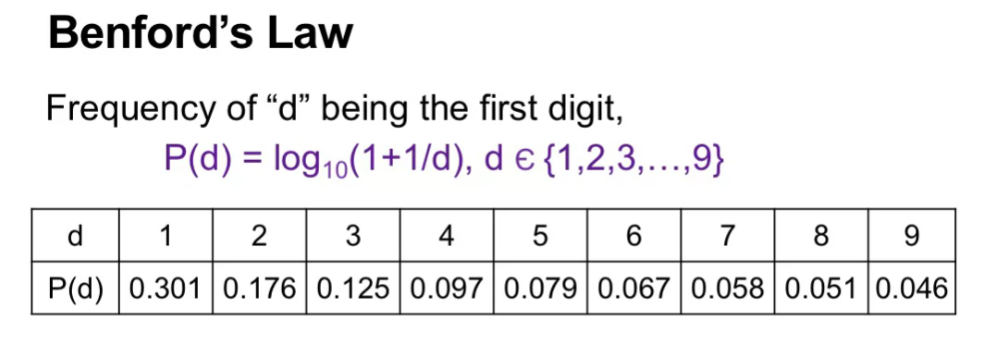 Benford’s Law
Frequency of “d” being the first digit,
P(d) = log₁₀(1+1/d), d ϵ {1,2,3,...,9}
d 1 2 3 4 5 6 7 8 9
P(d) 0.301 0.176 0.125 0.097 0.079 0.067 0.058 0.051 0.046